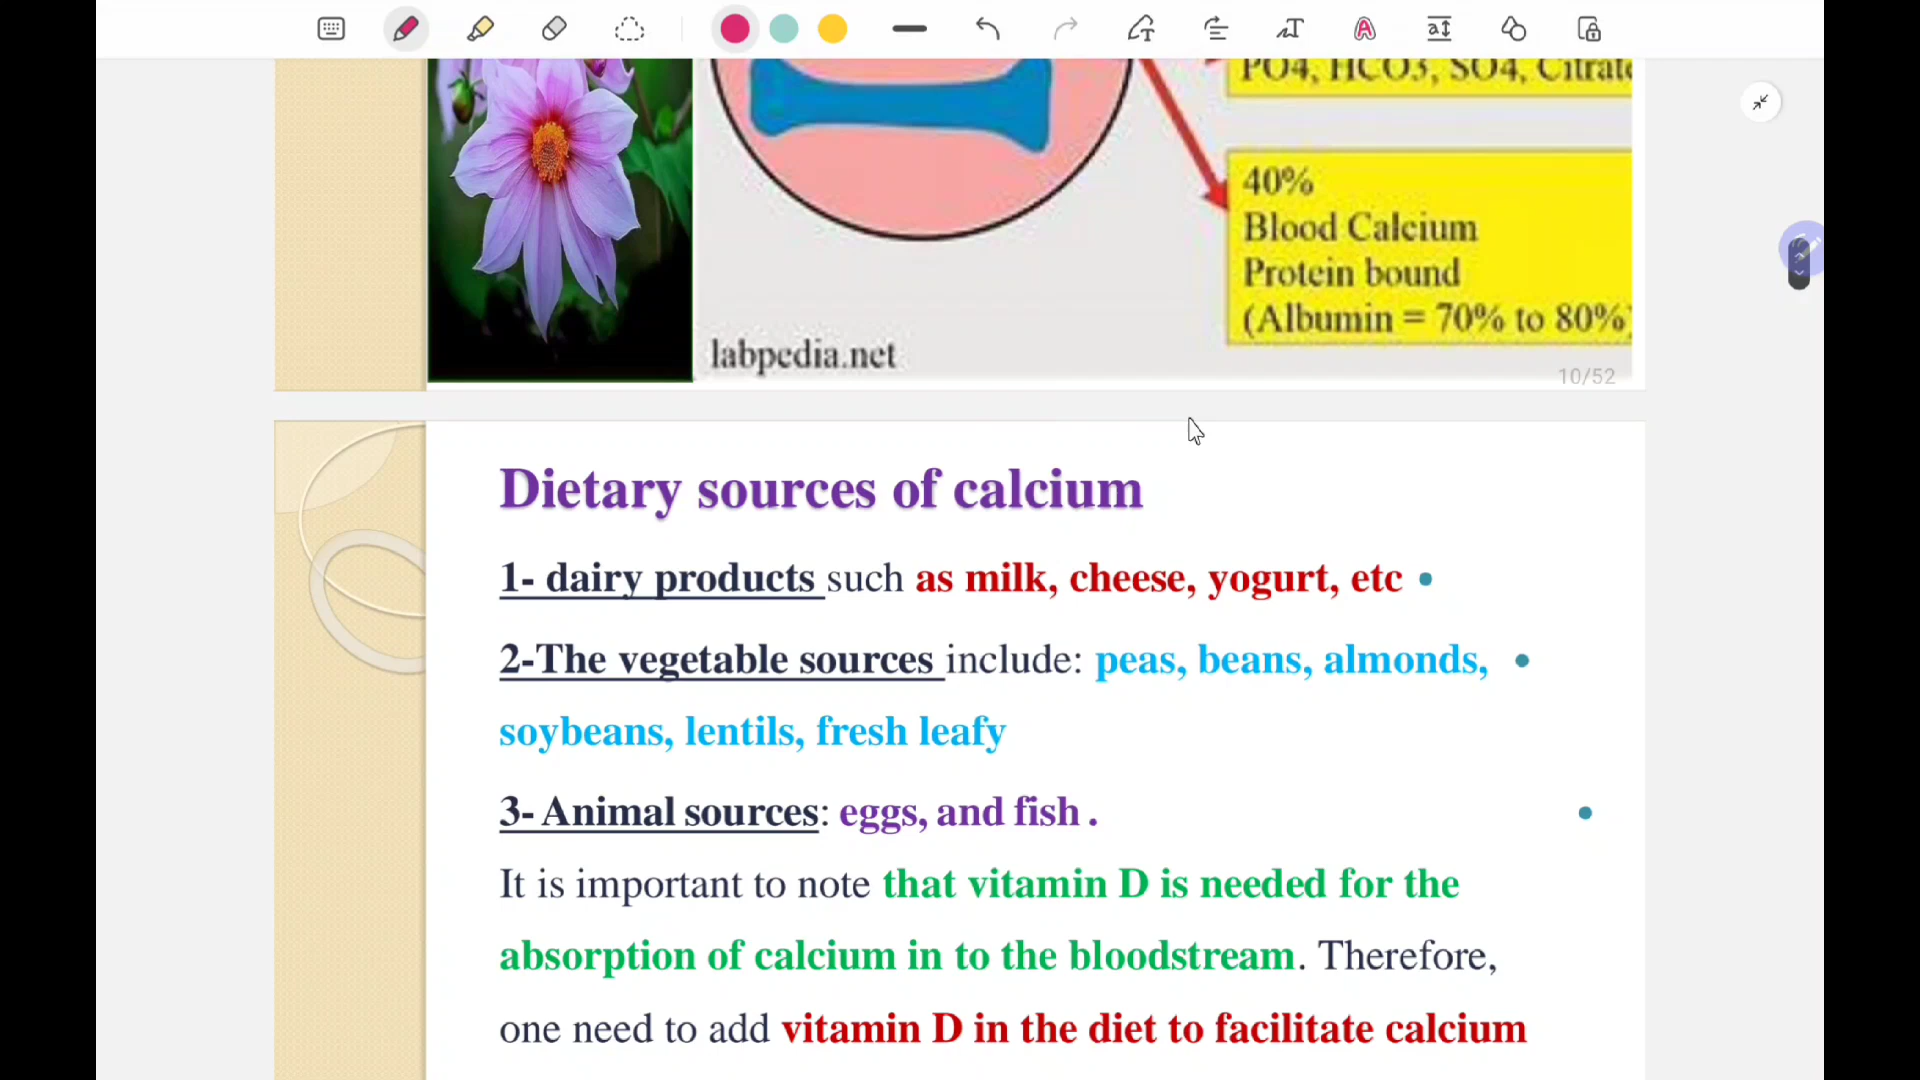 PO4, HCO3, SO4, Citrate
40%
Blood Calcium
Protein bound
(Albumin = 70% to 80%)
labpedia.net
10/52
Dietary sources of calcium
1- dairy products such as milk, cheese, yogurt, etc •
2-The vegetable sources include: peas, beans, almonds, •
soybeans, lentils, fresh leafy
3- Animal sources: eggs, and fish . •
It is important to note that vitamin D is needed for the
absorption of calcium in to the bloodstream. Therefore,
one need to add vitamin D in the diet to facilitate calcium